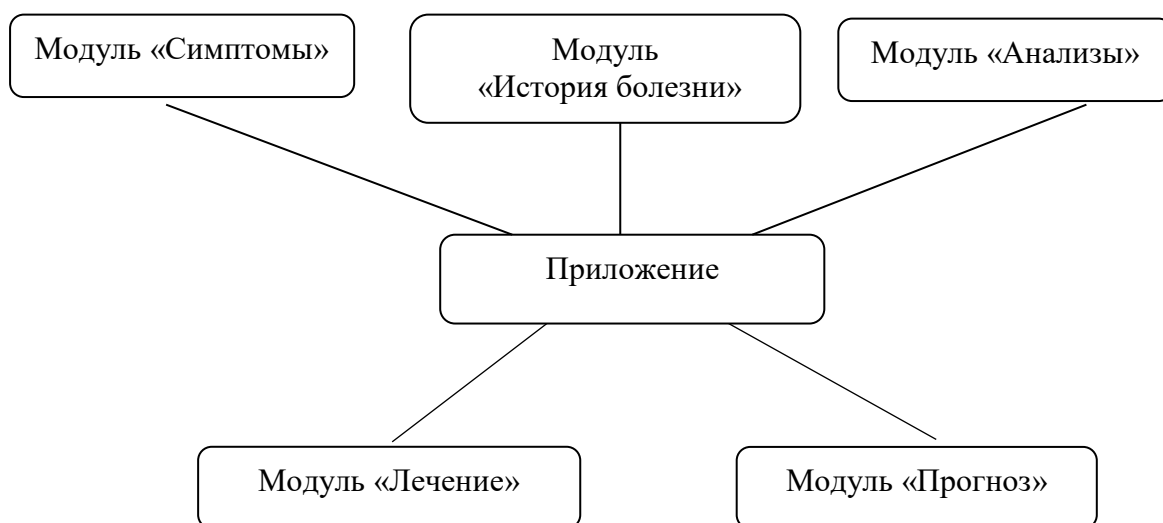 Модуль «Симптомы»
Модуль
«История болезни»
Модуль «Анализы»
Приложение
Модуль «Лечение»
Модуль «Прогноз»